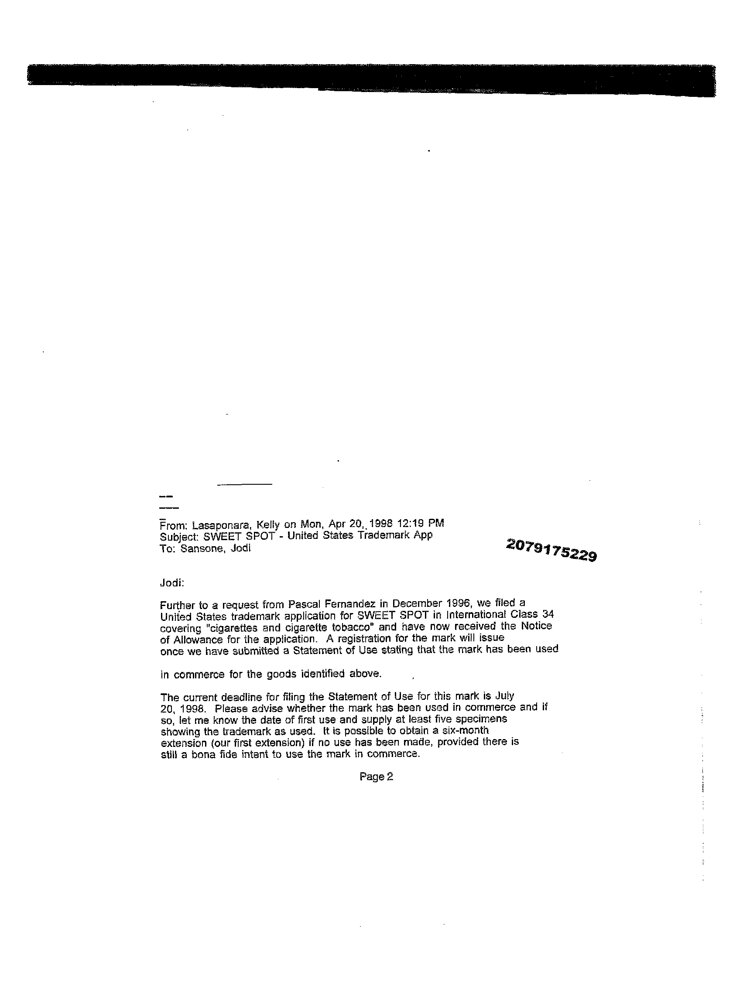 From: Lasaponara, Kelly on Mon, Apr 20, 1998 12:19 PM
Subject: SWEET SPOT - United States Trademark App
To: Sansone, Jodi
2079175229
Jodi:
Further to a request from Pascal Fernandez in December 1996, we filed a
United States trademark application for SWEET SPOT in International Class 34
covering "cigarettes and cigarette tobacco" and have now received the Notice
of Allowance for the application. A registration for the mark will issue
once we have submitted a Statement of Use stating that the mark has been used
in commerce for the goods identified above.
The current deadline for filing the Statement of Use for this mark is July
20, 1998. Please advise whether the mark has been used in commerce and if
so, let me know the date of first use and supply at least five specimens
showing the trademark as used. It is possible to obtain a six-month
extension (our first extension) if no use has been made, provided there is
still a bona fide intent to use the mark in commerce.
Page 2